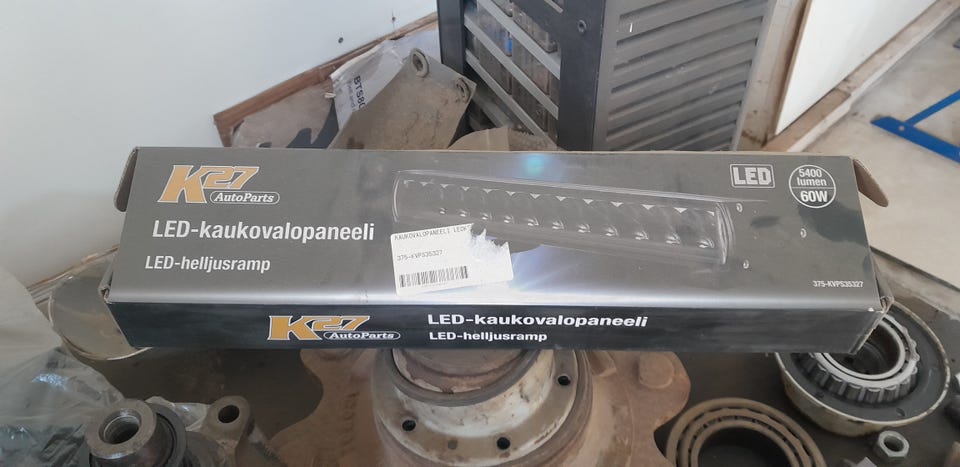 K27
AutoParts
LED-kaukovalopaneeli
LED-helljusramp
KAUKOVALOPANEELI
375-KVPS35327
LED
5400
lumen
60W
375-KVPS35327
K27
AutoParts
LED-kaukovalopaneeli
LED-helljusramp